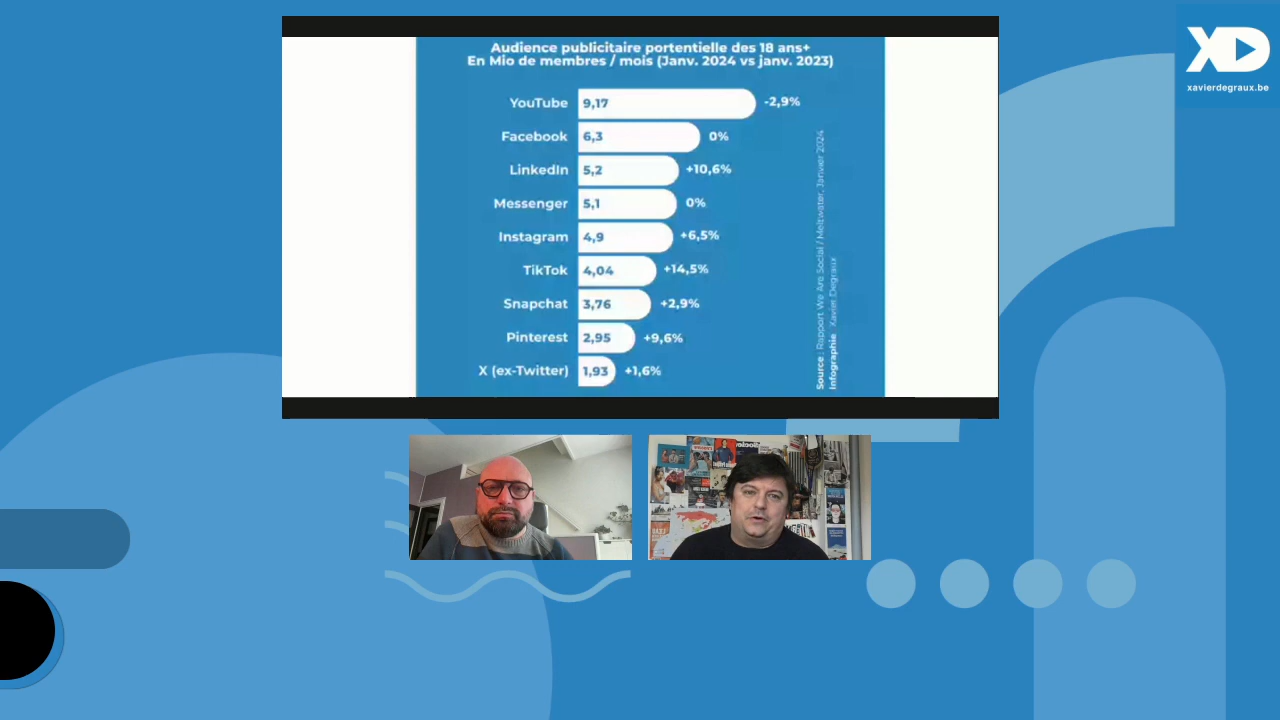 Audience publicitaire portentielle des 18 ans+
En Mio de membres / mois (Janv. 2024 vs janv. 2023)
YouTube 9,17 -2,9%
Facebook 6,3 0%
LinkedIn 5,2 +10,6%
Messenger 5,1 0%
Instagram 4,9 +6,5%
TikTok 4,04 +14,5%
Snapchat 3,76 +2,9%
Pinterest 2,95 +9,6%
X (ex-Twitter) 1,93 +1,6%
Source : Rapport We Are Social / Meltwater, Janvier 2024
Infographie Xavier Degraux
XD
xavierdegraux.be